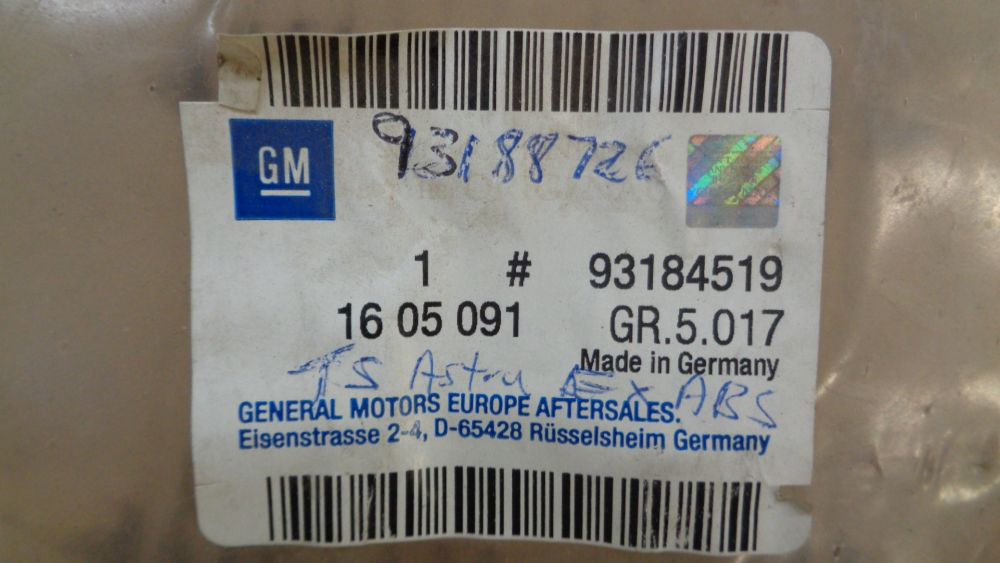 93188726
GM
1 # 93184519
16 05 091 GR.5.017
Made in Germany
TS Astra Ex ABS
GENERAL MOTORS EUROPE AFTERSALES.
Eisenstrasse 2-4, D-65428 Rüsselsheim Germany